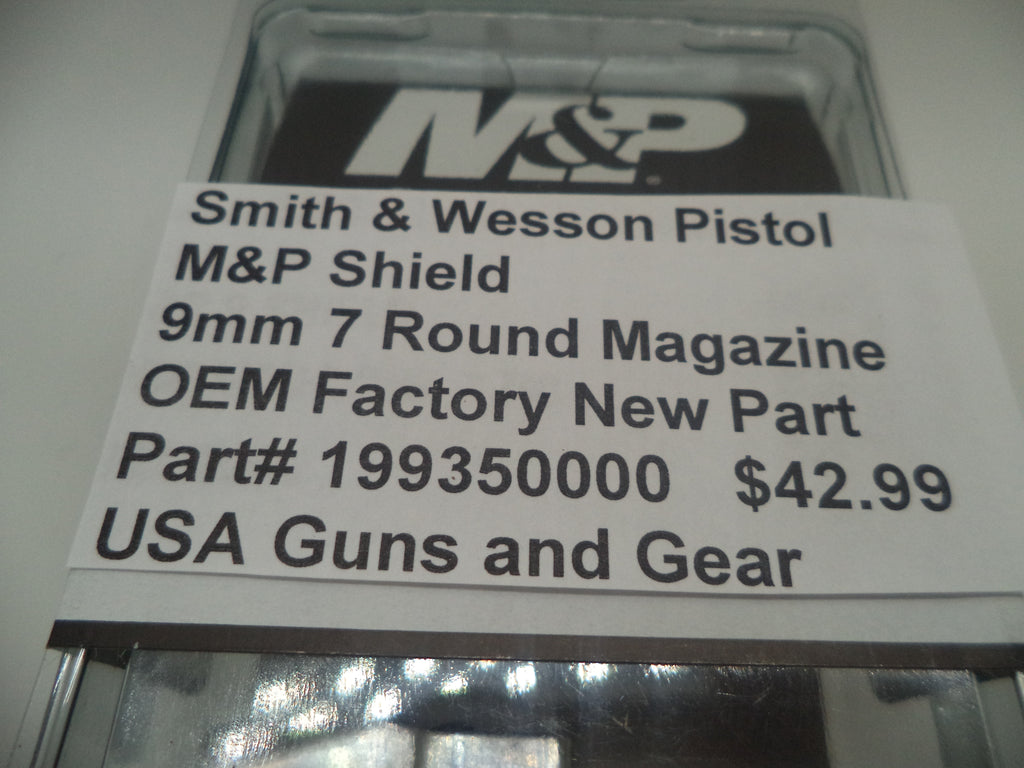 M&P
Smith & Wesson Pistol
M&P Shield
9mm 7 Round Magazine
OEM Factory New Part
Part# 199350000 $42.99
USA Guns and Gear